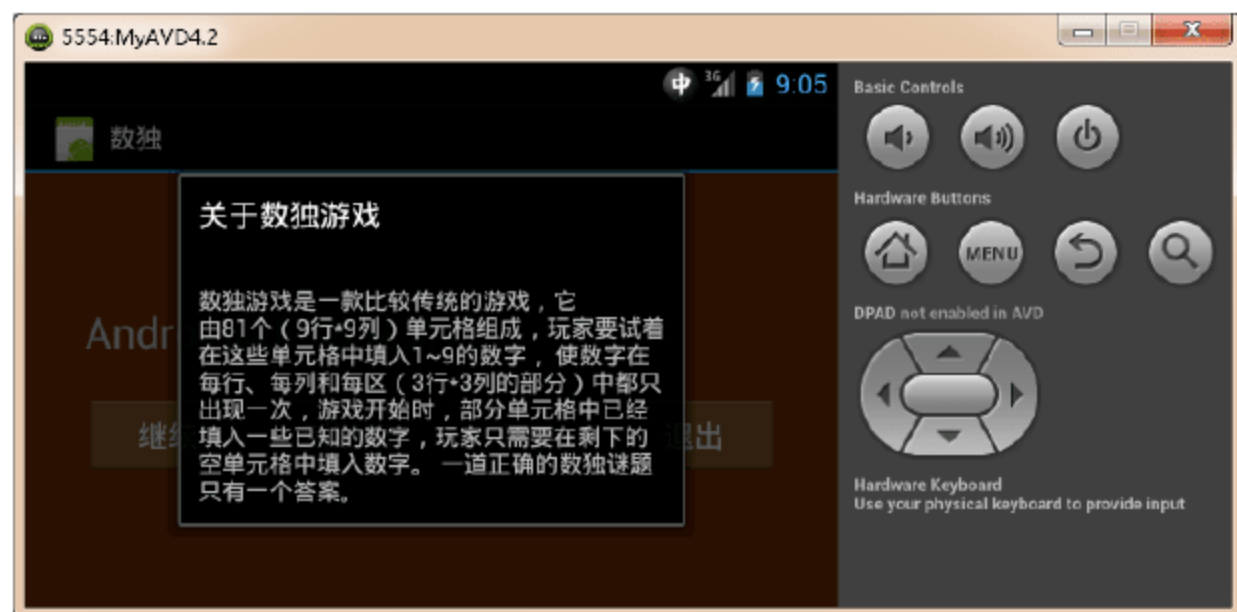 5554:MyAVD4.2
中 3G 9:05
数独
关于数独游戏
数独游戏是一款比较传统的游戏，它
由81个（9行*9列）单元格组成，玩家要试着
在这些单元格中填入1~9的数字， 使数字在
每行、每列和每区（3行*3列的部分）中都只
出现一次，游戏开始时，部分单元格中已经
填入一些已知的数字，玩家只需要在剩下的
空单元格中填入数字。 一道正确的数独谜题
只有一个答案。
Andr
继续
退出
Basic Controls
Hardware Buttons
MENU
DPAD not enabled in AVD
Hardware Keyboard
Use your physical keyboard to provide input